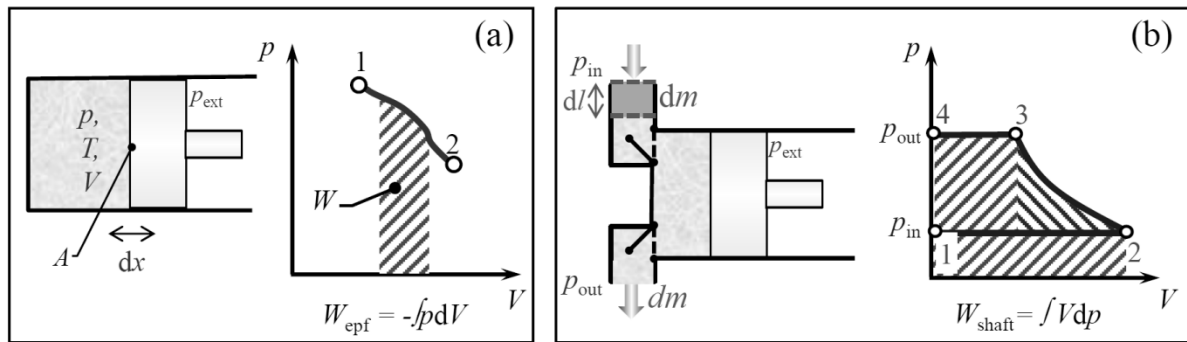 (a)
p
1
p,
T,
V
p_ext
2
W
A
dx
V
W_epf = -∫pdV
(b)
p_in
dl
dm
p_ext
p_out
dm
p
4
3
p_out
p_in
1
2
V
W_shaft = ∫Vdp